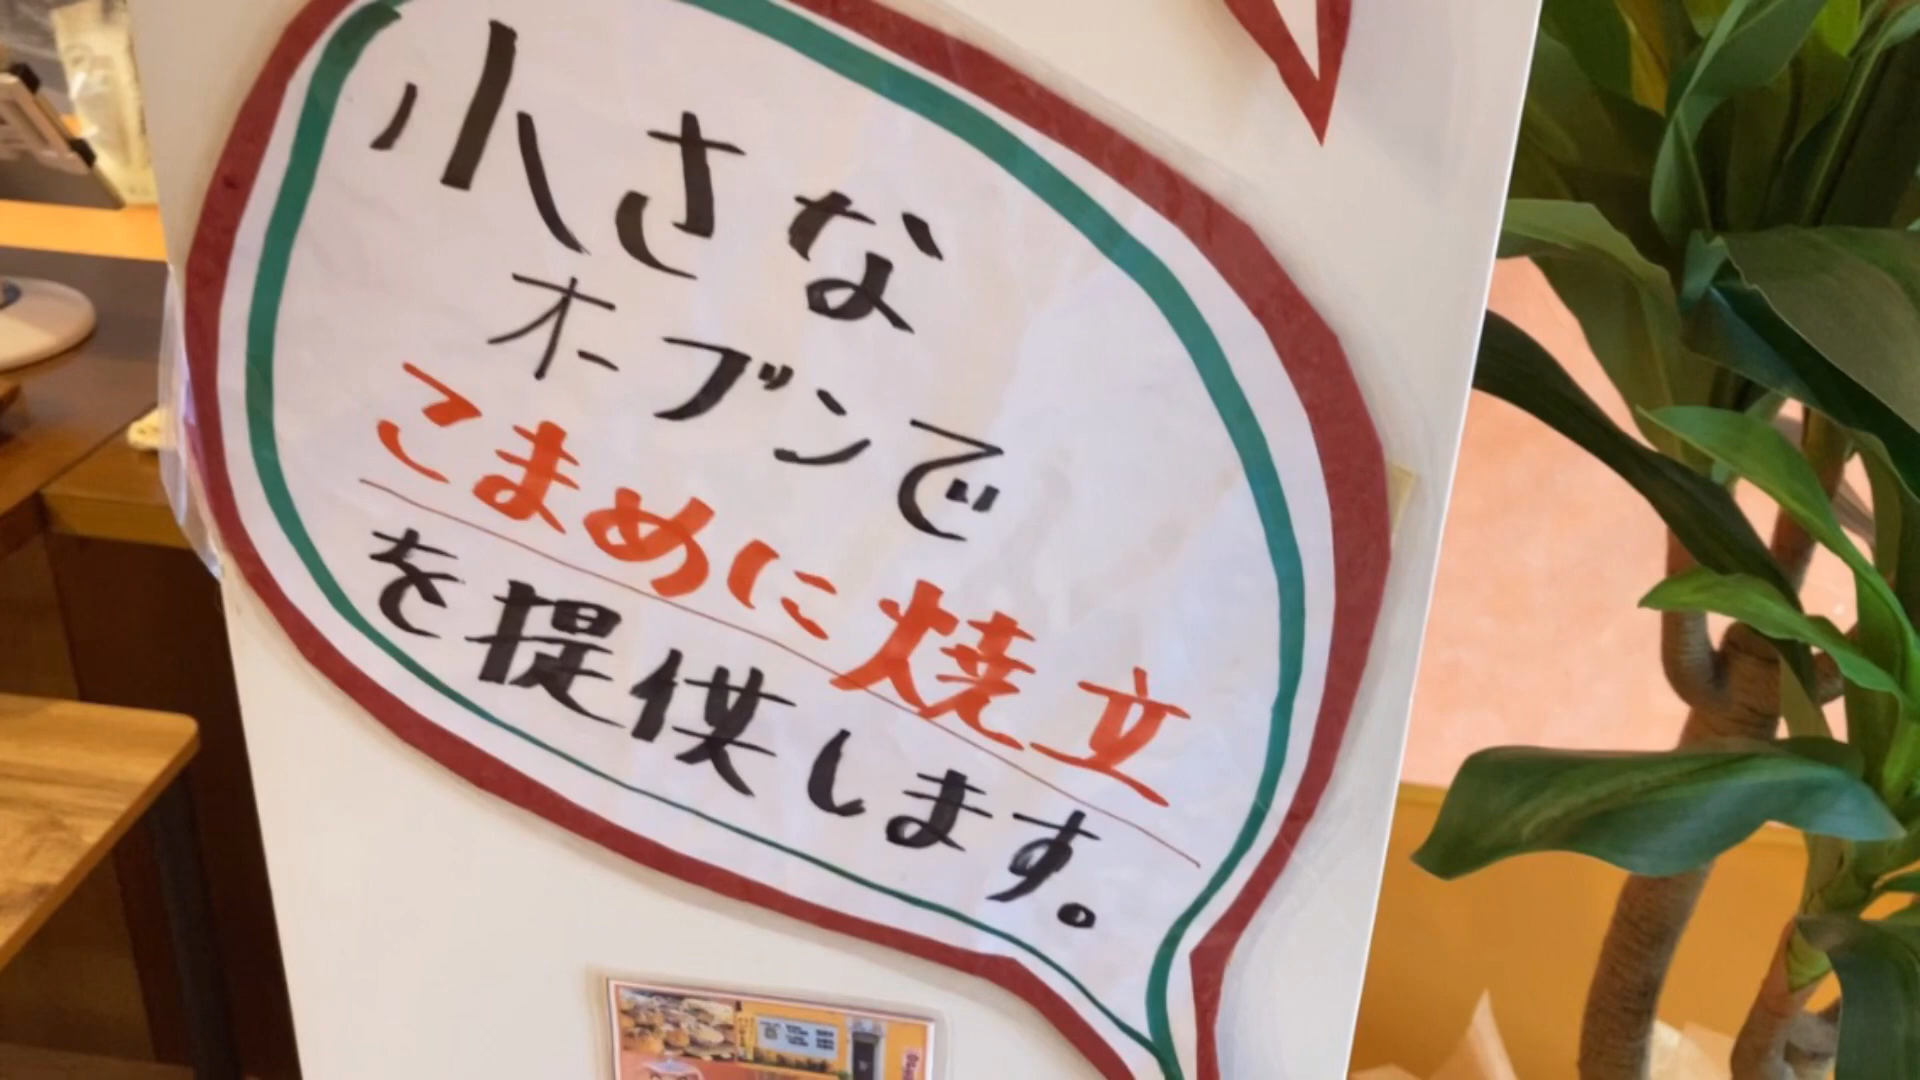 小さな
オーブンで
こまめに焼立
を提供します。